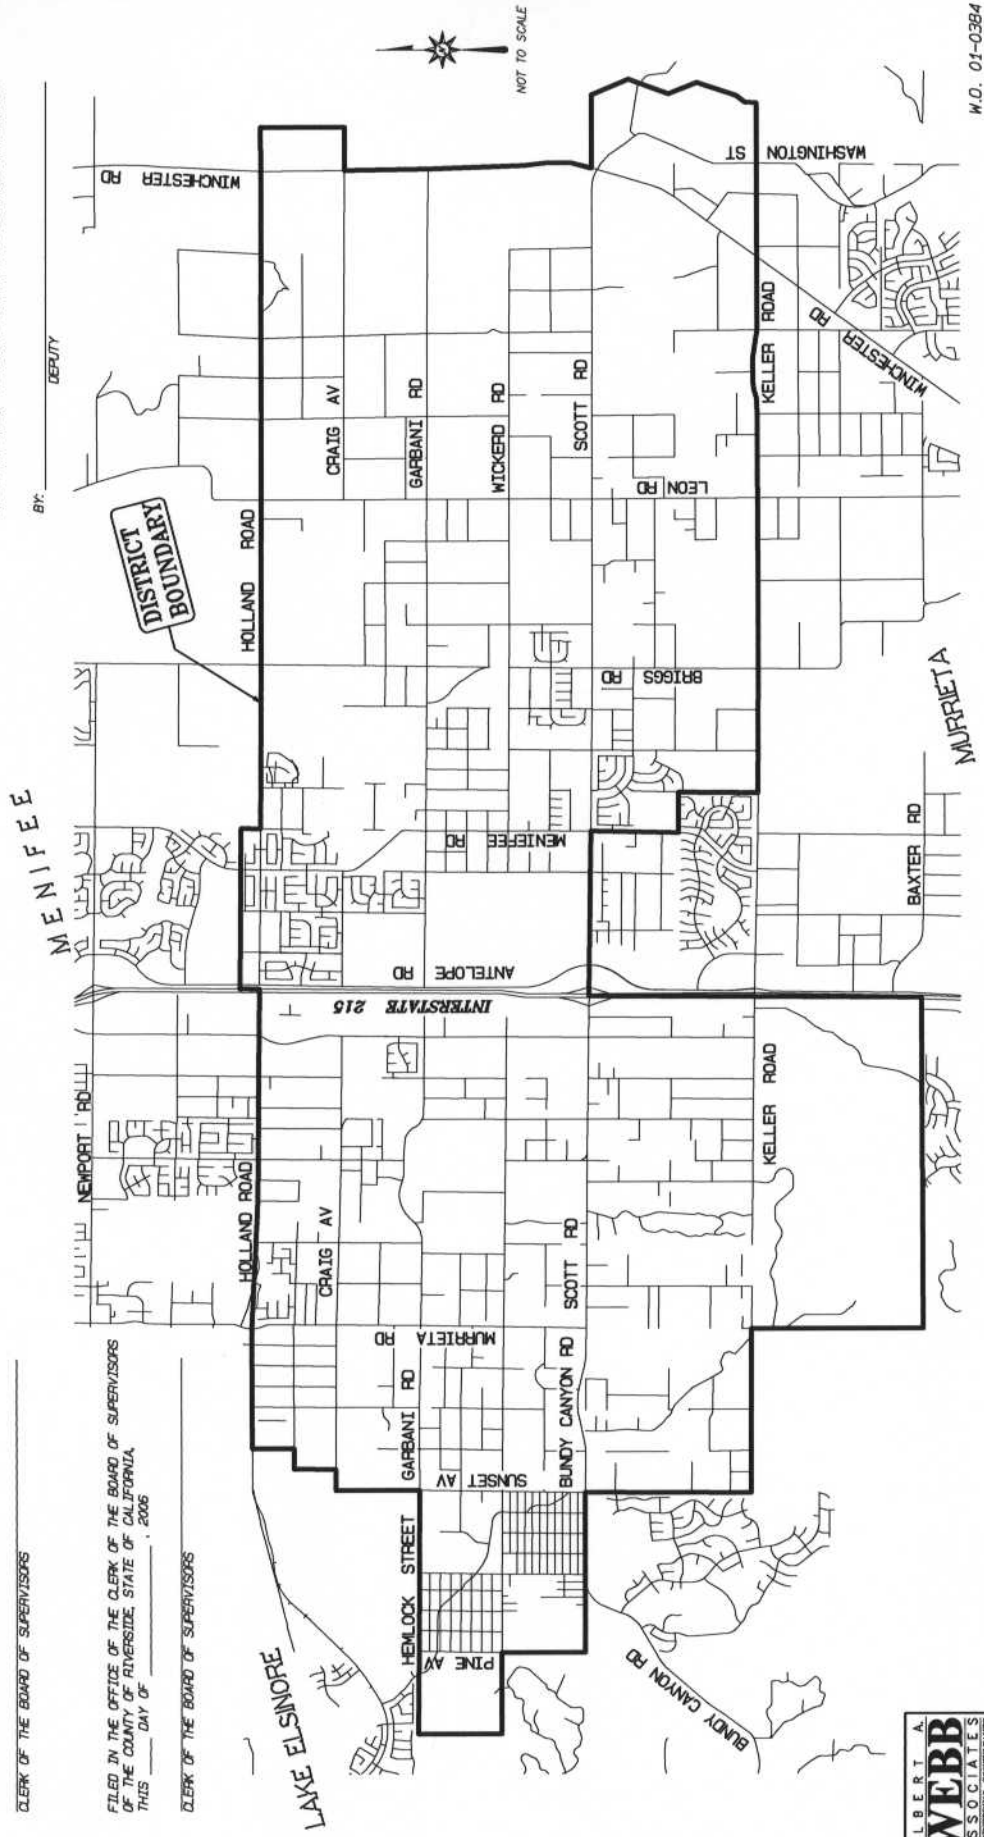 CLERK OF THE BOARD OF SUPERVISORS
FILED IN THE OFFICE OF THE CLERK OF THE BOARD OF SUPERVISORS
OF THE COUNTY OF RIVERSIDE, STATE OF CALIFORNIA,
THIS ____ DAY OF __________, 2006
CLERK OF THE BOARD OF SUPERVISORS
BY:
DEPUTY
MENIFEE
DISTRICT
BOUNDARY
NEWPORT RD
WINCHESTER RD
HOLLAND ROAD
HOLLAND ROAD
CRAIG AV
CRAIG AV
GARBANI RD
GARBANI RD
WICKERD RD
SCOTT RD
SCOTT RD
BUNDY CANYON RD
HEMLOCK STREET
PINE AV
SUNSET AV
MURRIETA RD
INTERSTATE 215
ANTELOPE RD
MENIEFEE RD
BRIGGS RD
LEON RD
KELLER ROAD
KELLER ROAD
WINCHESTER RD
WASHINGTON ST
BAXTER RD
MURRIETA
LAKE ELSINORE
BUNDY CANYON RD
NOT TO SCALE
LBERT A.
WEBB
SSOCIATES
W.O. 01-0384